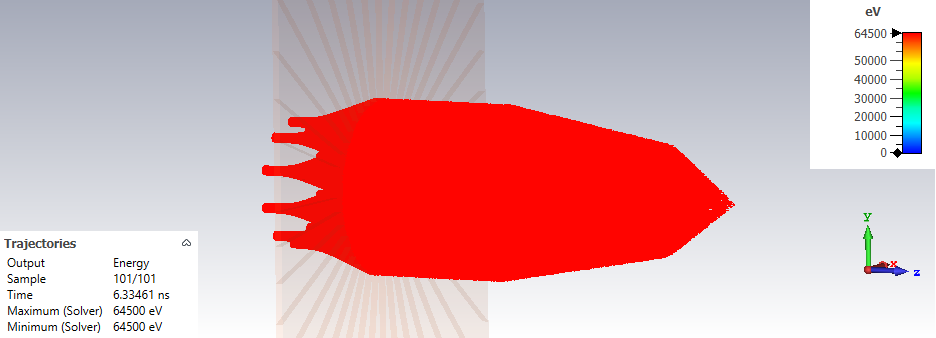 eV
64500
50000
40000
30000
20000
10000
0
y
x
z
Trajectories
Output Energy
Sample 101/101
Time 6.33461 ns
Maximum (Solver) 64500 eV
Minimum (Solver) 64500 eV